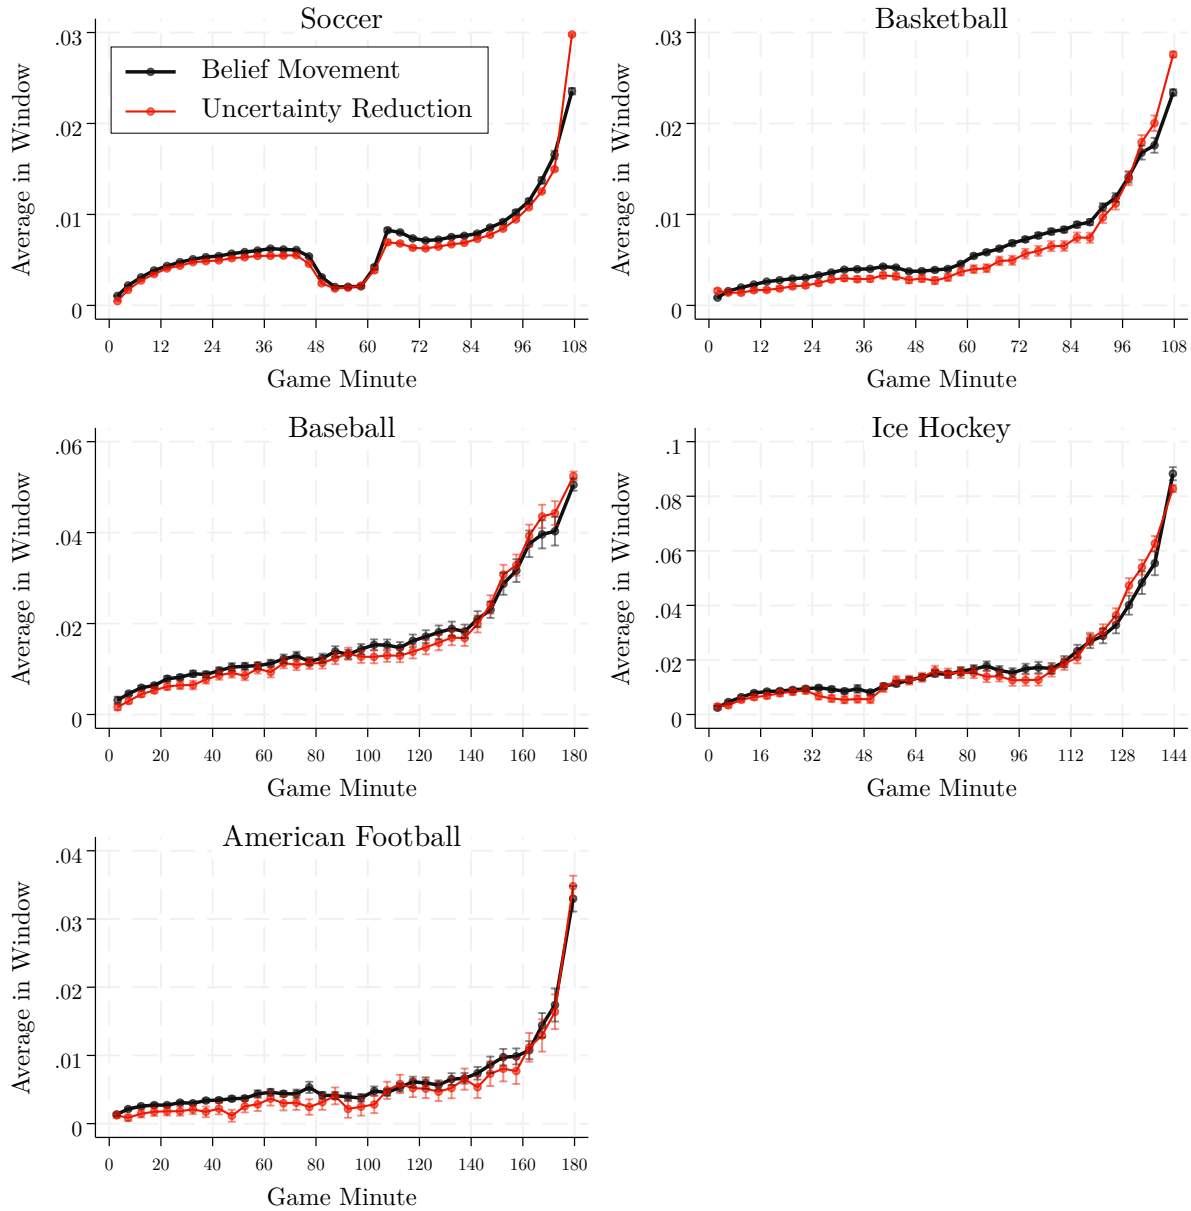 Soccer
.03
.02
.01
0
Average in Window
Belief Movement
Uncertainty Reduction
0 12 24 36 48 60 72 84 96 108
Game Minute
Basketball
.03
.02
.01
0
Average in Window
0 12 24 36 48 60 72 84 96 108
Game Minute
Baseball
.06
.04
.02
0
Average in Window
0 20 40 60 80 100 120 140 160 180
Game Minute
Ice Hockey
.1
.08
.06
.04
.02
0
Average in Window
0 16 32 48 64 80 96 112 128 144
Game Minute
American Football
.04
.03
.02
.01
0
Average in Window
0 20 40 60 80 100 120 140 160 180
Game Minute